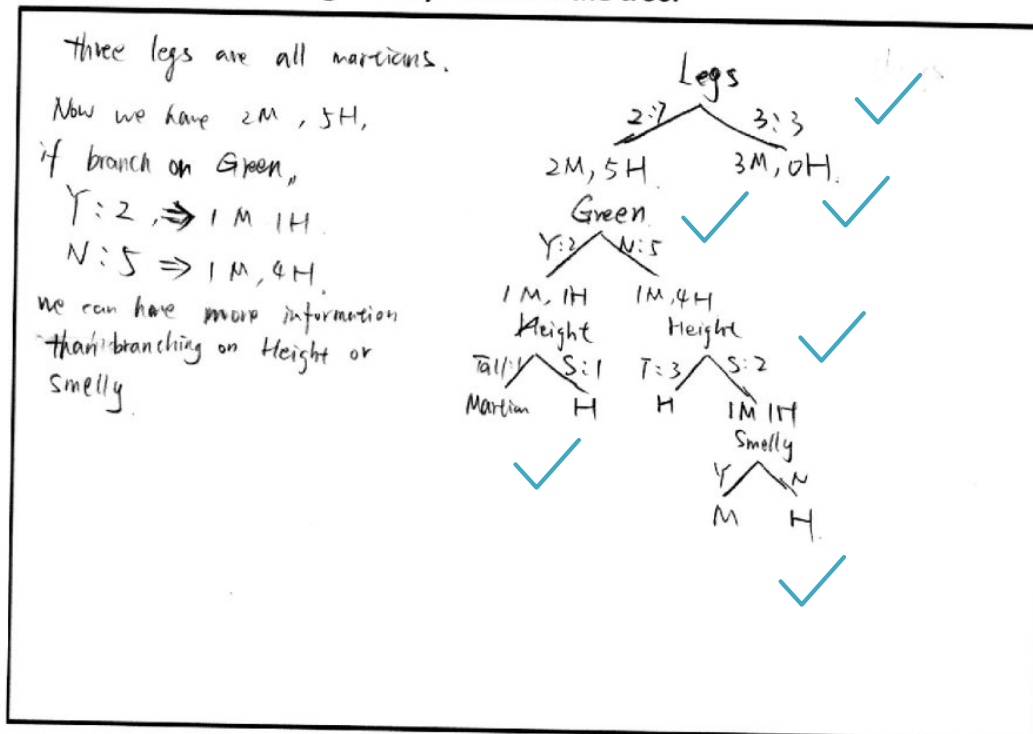 three legs are all martians.
Now we have 2M, 5H,
if branch on Green,
Y: 2, ⇒ 1 M 1H.
N: 5 ⇒ 1 M, 4H.
we can have more information
than branching on Height or
Smelly.
Legs
2:7 3:3
2M, 5H. 3M, 0H.
Green
Y:2 N:5
1 M, 1H 1M, 4H
Height Height
Tall:1 S:1 T:3 S:2
Martian H H 1M 1H
Smelly
Y N
M H.